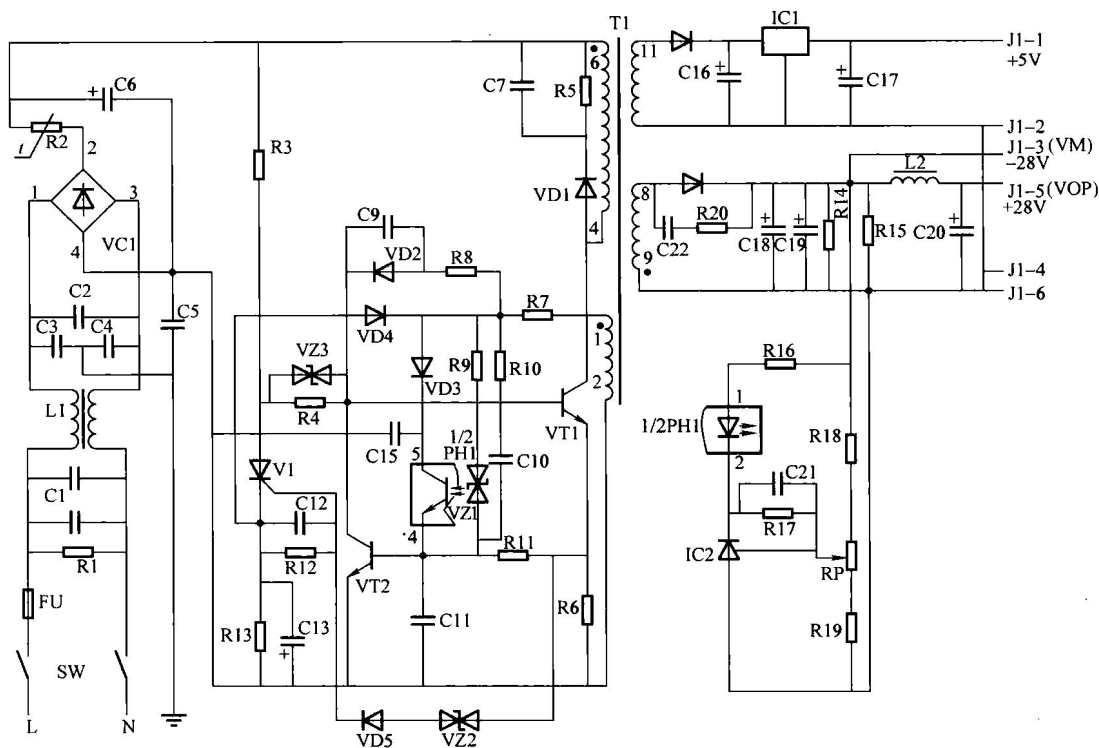 T1
IC1
11
J1-1
+5V
C6
6
C7
R5
C16
C17
t
R2
2
R3
J1-2
J1-3(VM)
-28V
L2
J1-5(VOP)
+28V
1
3
VD1
8
R20
R14
C9
4
C22
C18
C19
R15
C20
4
VC1
VD2
R8
9
J1-4
J1-6
C2
C3
C4
C5
R7
VD4
1
VZ3
R9
R10
R16
VD3
2
L1
R4
1
VT1
1/2PH1
R18
C15
5
1/2
PH1
C10
2
V1
C21
C1
C12
VZ1
R17
4
R11
IC2
R1
R12
VT2
RP
FU
R6
R13
C13
C11
R19
SW
L
N
VD5
VZ2